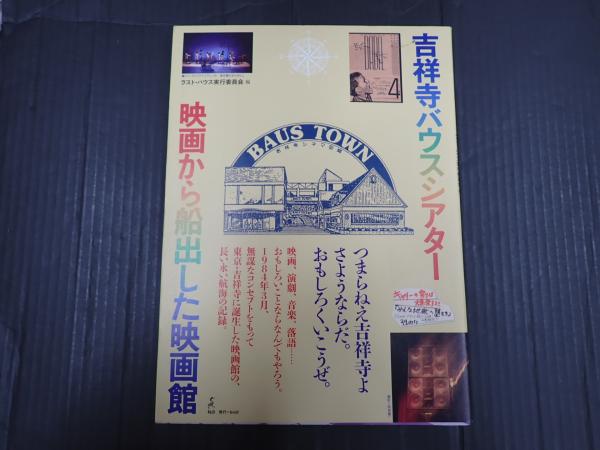 吉祥寺バウスシアター
映画から船出した映画館
ラスト・バウス実行委員会 編
4
BAUS TOWN
つまらねえ吉祥寺よ
さようならだ。
おもしろくいこうぜ。
映画、演劇、音楽、落語……
おもしろいことならなんでもやろう。
1984年3月、
無謀なコンセプトをもって
東京・吉祥寺に誕生した映画館の、
長い永い航海の記録。